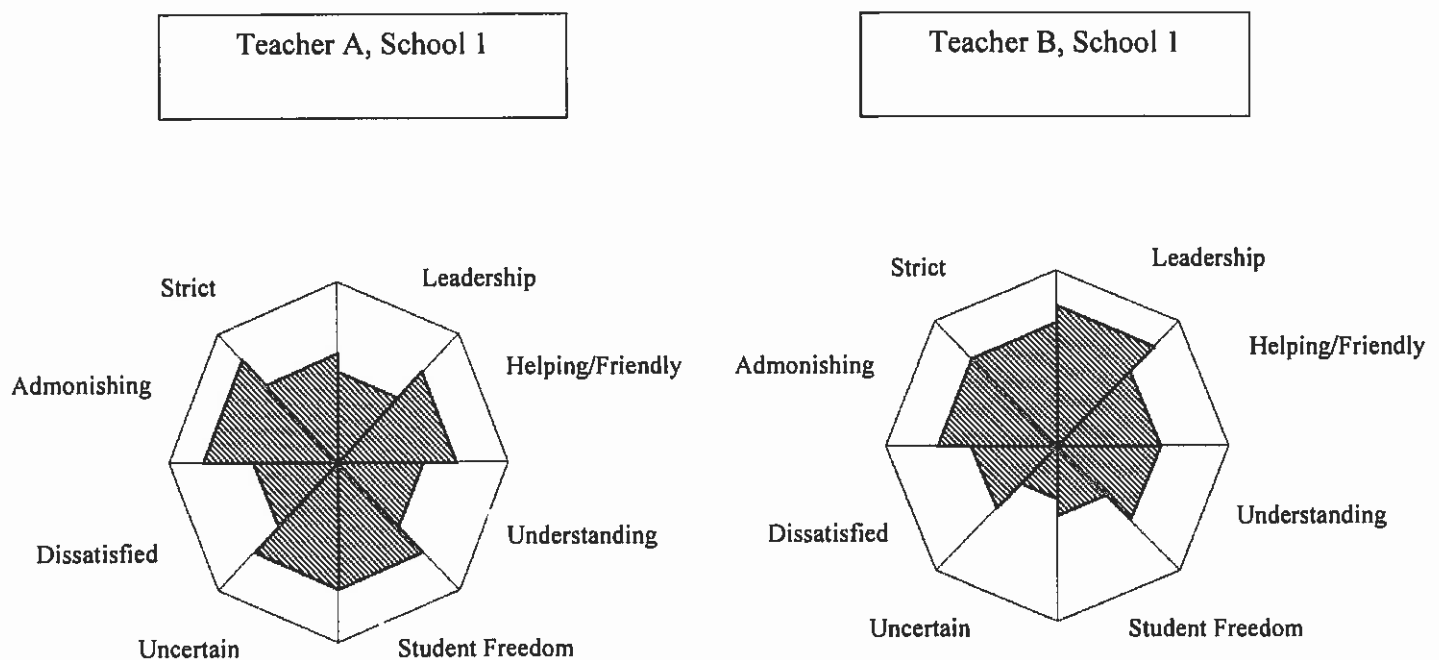 Teacher A, School 1
Strict
Leadership
Admonishing
Helping/Friendly
Dissatisfied
Understanding
Uncertain
Student Freedom
Teacher B, School 1
Strict
Leadership
Admonishing
Helping/Friendly
Dissatisfied
Understanding
Uncertain
Student Freedom